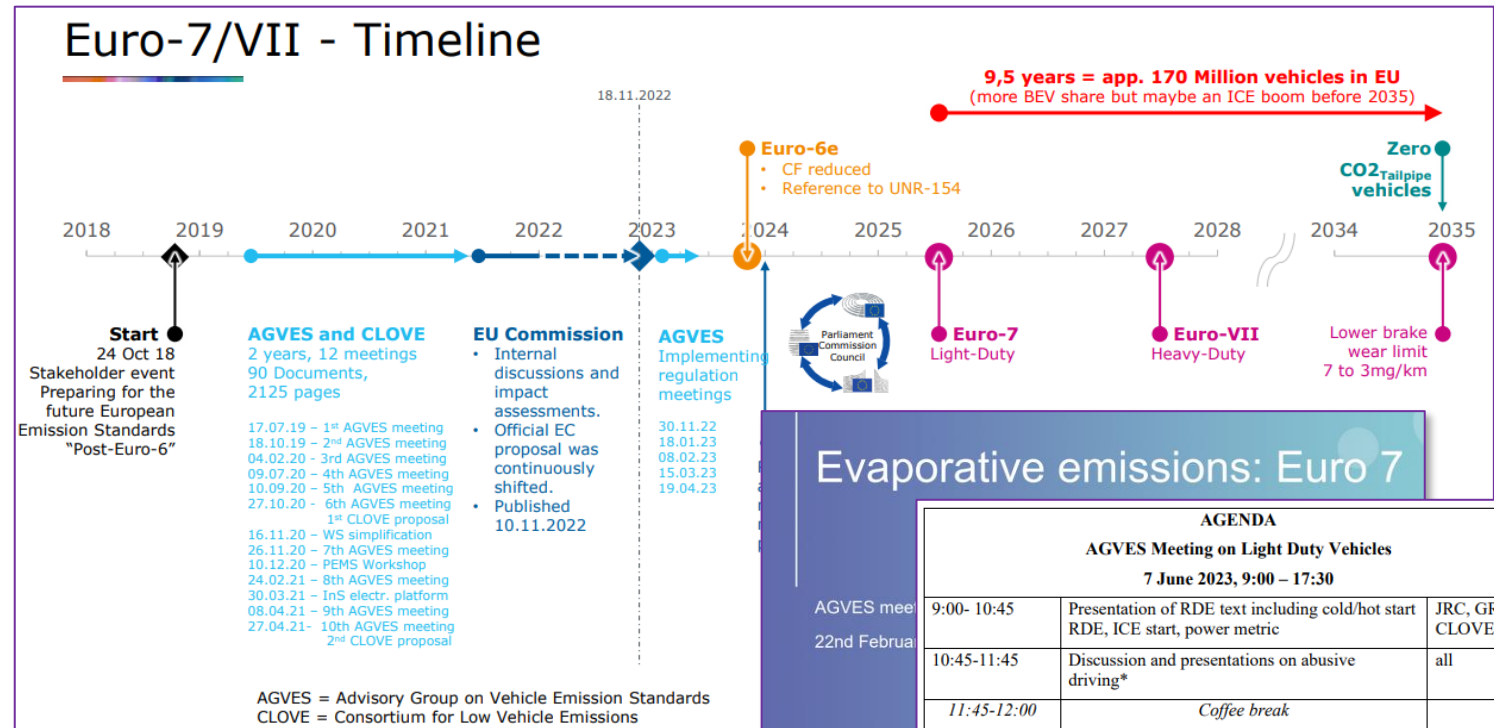 Euro-7/VII - Timeline
18.11.2022
9,5 years = app. 170 Million vehicles in EU
(more BEV share but maybe an ICE boom before 2035)
Euro-6e
• CF reduced
• Reference to UNR-154
Zero
CO2Tailpipe
vehicles
2018 2019 2020 2021 2022 2023 2024 2025 2026 2027 2028 2034 2035
Start
24 Oct 18
Stakeholder event
Preparing for the
future European
Emission Standards
“Post-Euro-6”
AGVES and CLOVE
2 years, 12 meetings
90 Documents,
2125 pages
17.07.19 – 1st AGVES meeting
18.10.19 – 2nd AGVES meeting
04.02.20 - 3rd AGVES meeting
09.07.20 – 4th AGVES meeting
10.09.20 – 5th AGVES meeting
27.10.20 - 6th AGVES meeting
1st CLOVE proposal
16.11.20 – WS simplification
26.11.20 – 7th AGVES meeting
10.12.20 – PEMS Workshop
24.02.21 – 8th AGVES meeting
30.03.21 – InS electr. platform
08.04.21 – 9th AGVES meeting
27.04.21- 10th AGVES meeting
2nd CLOVE proposal
EU Commission
• Internal
discussions and
impact
assessments.
• Official EC
proposal was
continuously
shifted.
• Published
10.11.2022
AGVES
Implementing
regulation
meetings
30.11.22
18.01.23
08.02.23
15.03.23
19.04.23
Parliament
Commission
Council
Euro-7
Light-Duty
Euro-VII
Heavy-Duty
Lower brake
wear limit
7 to 3mg/km
AGVES = Advisory Group on Vehicle Emission Standards
CLOVE = Consortium for Low Vehicle Emissions
Evaporative emissions: Euro 7
AGVES
22nd
AGENDA
AGVES Meeting on Light Duty Vehicles
7 June 2023, 9:00 – 17:30
9:00- 10:45 Presentation of RDE text including cold/hot start JRC,
RDE, ICE start, power metric CLOVE
10:45-11:45 Discussion and presentations on abusive all
driving*
11:45-12:00 Coffee break